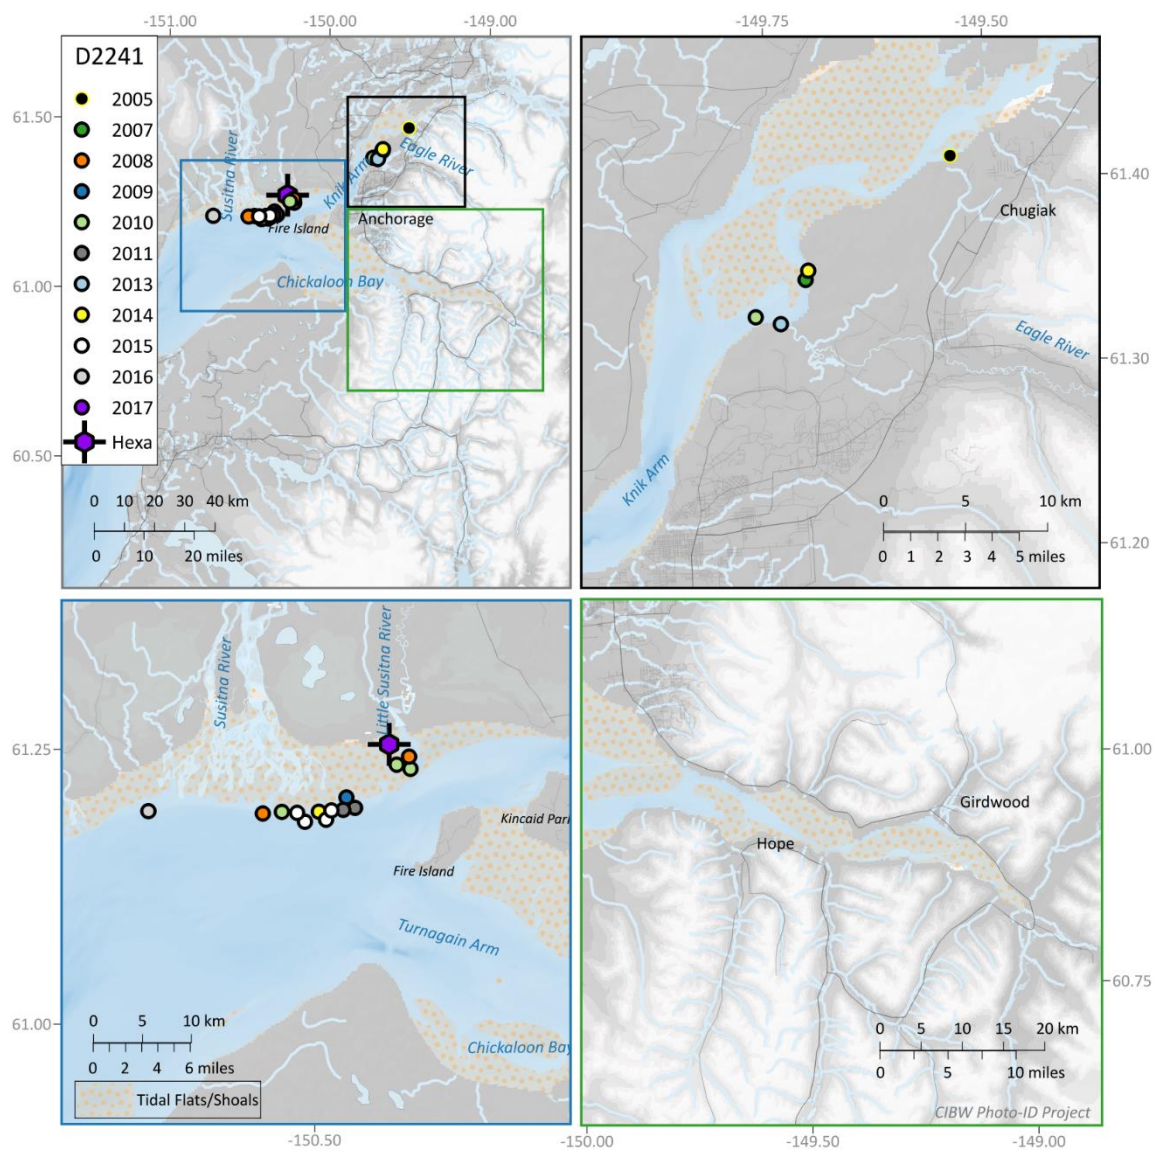 -151.00
-150.00
-149.00
-149.75
-149.50
D2241
2005
2007
2008
2009
2010
2011
2013
2014
2015
2016
2017
Hexa
61.50
61.00
60.50
Susitna River
Knik Arm
Eagle River
Anchorage
Fire Island
Chickaloon Bay
0 10 20 30 40 km
0 10 20 miles
61.40
61.30
61.20
Chugiak
Eagle River
Knik Arm
0 5 10 km
0 1 2 3 4 5 miles
Susitna River
Little Susitna River
61.25
61.00
Kincaid Par
Fire Island
Turnagain Arm
Chickaloon Bay
0 5 10 km
0 2 4 6 miles
Tidal Flats/Shoals
-150.50
61.00
60.75
Girdwood
Hope
0 5 10 15 20 km
0 5 10 miles
CIBW Photo-ID Project
-150.00
-149.50
-149.00